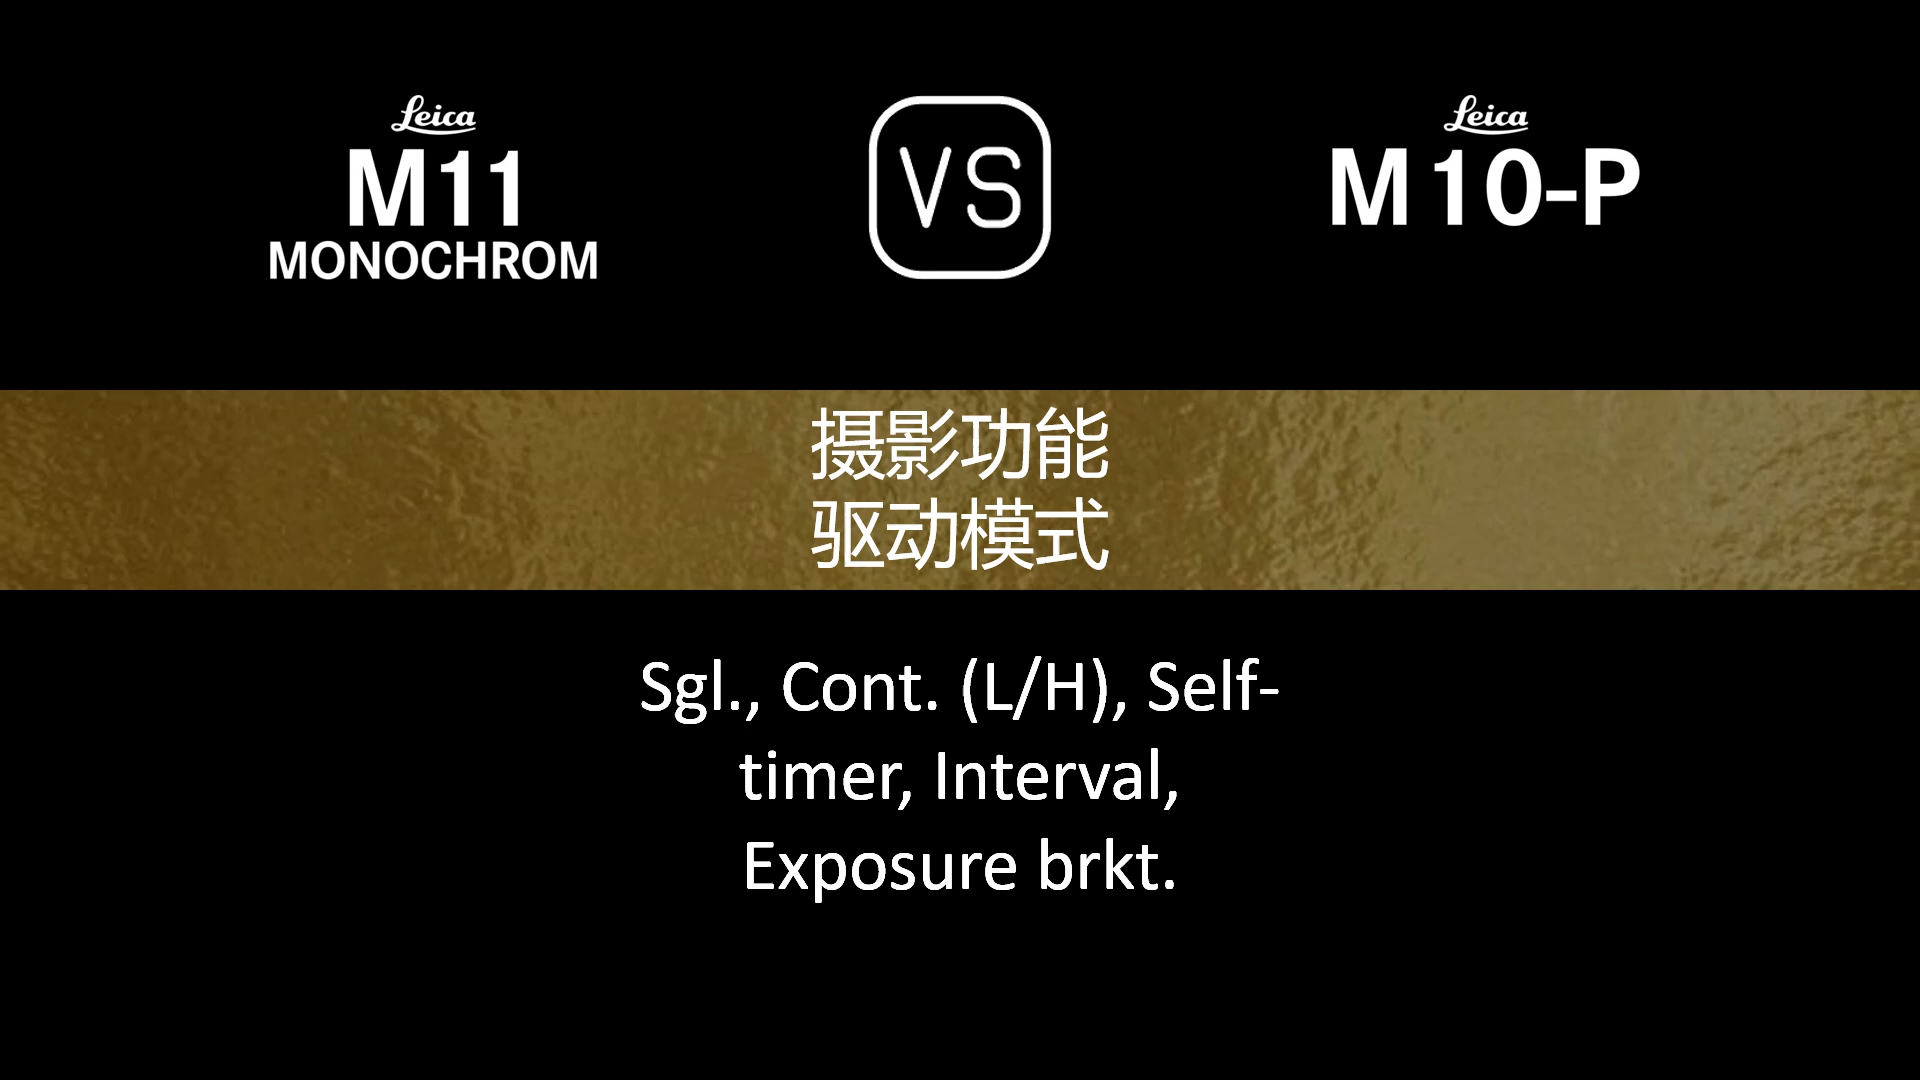 Leica
M11
MONOCHROM
VS
Leica
M10-P
摄影功能
驱动模式
Sgl., Cont. (L/H), Self-
timer, Interval,
Exposure brkt.